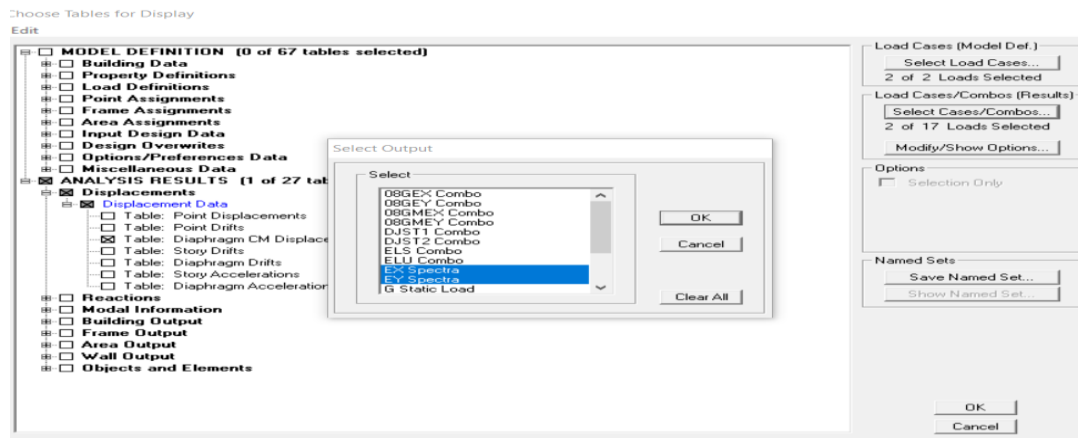 Choose Tables for Display
Edit
MODEL DEFINITION (0 of 67 tables selected)
Building Data
Property Definitions
Load Definitions
Point Assignments
Frame Assignments
Area Assignments
Input Design Data
Design Overwrites
Options/Preferences Data
Miscellaneous Data
ANALYSIS RESULTS (1 of 27 tab
Displacements
Displacement Data
Table: Point Displacements
Table: Point Drifts
Table: Diaphragm CM Displace
Table: Story Drifts
Table: Diaphragm Drifts
Table: Story Accelerations
Table: Diaphragm Acceleration
Reactions
Modal Information
Building Output
Frame Output
Area Output
Wall Output
Objects and Elements
Select Output
Select
08GEX Combo
08GEY Combo
08GMEX Combo
08GMEY Combo
DJST1 Combo
DJST2 Combo
ELS Combo
ELU Combo
EX Spectra
EY Spectra
G Static Load
OK
Cancel
Clear All
Load Cases (Model Def.)
Select Load Cases...
2 of 2 Loads Selected
Load Cases/Combos (Results)
Select Cases/Combos...
2 of 17 Loads Selected
Modify/Show Options...
Options
Selection Only
Named Sets
Save Named Set...
Show Named Set...
OK
Cancel